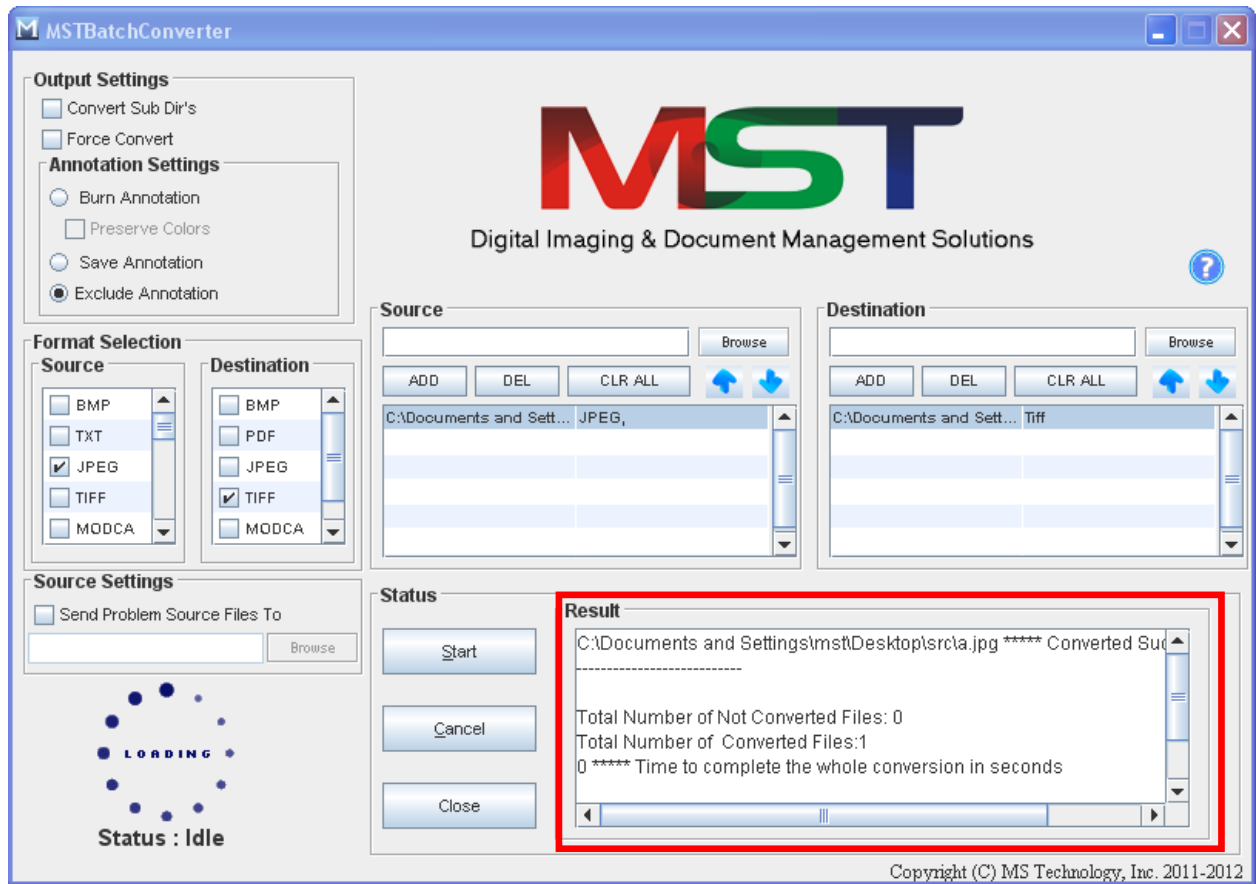 MSTBatchConverter
Output Settings
Convert Sub Dir's
Force Convert
Annotation Settings
Burn Annotation
Preserve Colors
Save Annotation
Exclude Annotation
MST
Digital Imaging & Document Management Solutions
Format Selection
Source
BMP
TXT
JPEG
TIFF
MODCA
Destination
BMP
PDF
JPEG
TIFF
MODCA
Source
Browse
ADD DEL CLR ALL
C:\Documents and Sett... JPEG,
Destination
Browse
ADD DEL CLR ALL
C:\Documents and Sett... Tiff
Source Settings
Send Problem Source Files To
Browse
LOADING
Status : Idle
Status
Start
Cancel
Close
Result
C:\Documents and Settings\mst\Desktop\src\a.jpg ***** Converted Suc
---------------------------
Total Number of Not Converted Files: 0
Total Number of  Converted Files:1
0 ***** Time to complete the whole conversion in seconds
Copyright (C) MS Technology, Inc. 2011-2012